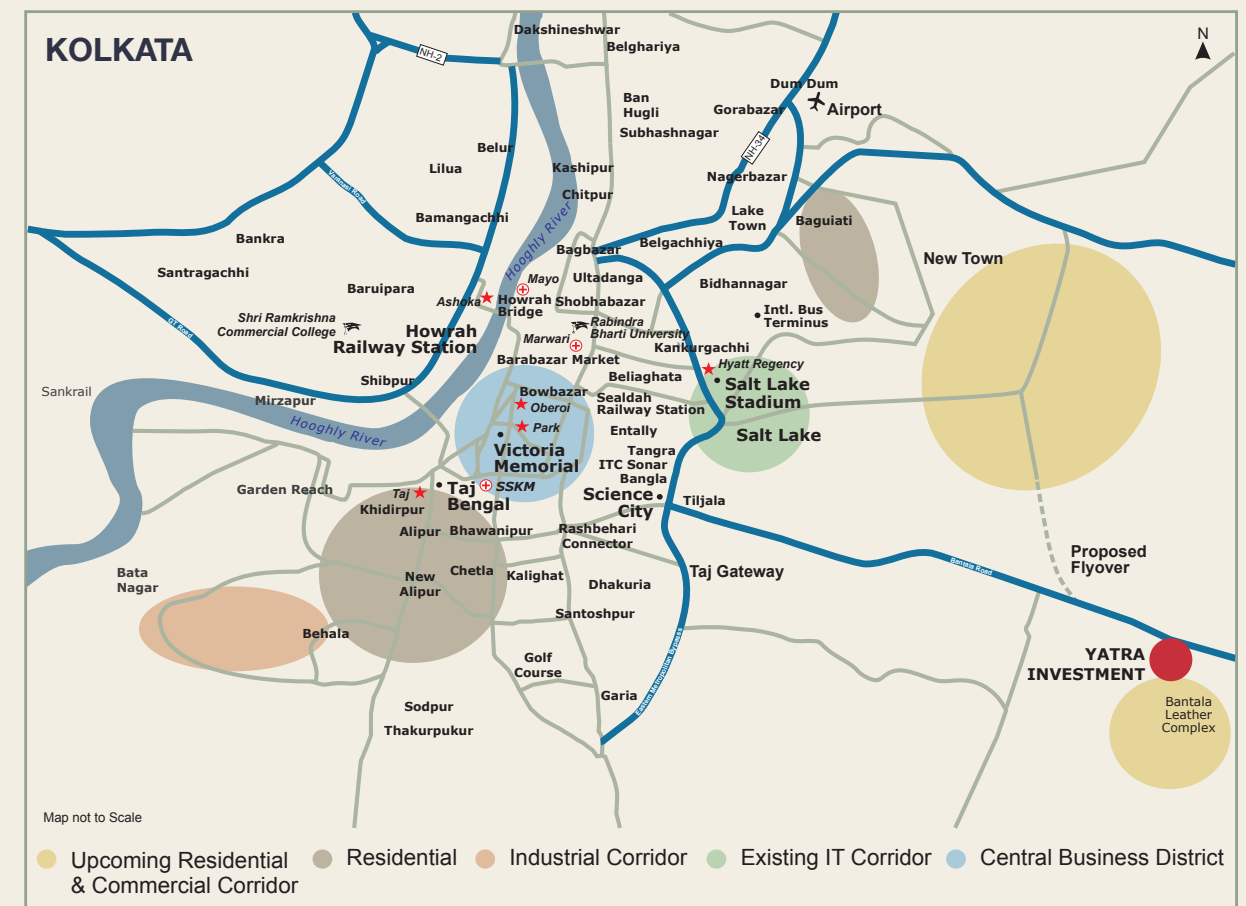 KOLKATA
N
Dakshineshwar
Belghariya
NH-2
Dum Dum
Ban
Hugli
Gorabazar
Airport
Subhashnagar
NH-34
Belur
Lilua
Kashipur
Nagerbazar
Vivekanand Road
Chitpur
Bamangachhi
Lake
Town
Baguiati
Hooghly River
Bankra
Bagbazar
Belgachhiya
New Town
Santragachhi
Ultadanga
Bidhannagar
Baruipara
Mayo
Ashoka
Howrah
Bridge
Shobhabazar
Intl. Bus
Terminus
Shri Ramkrishna
Commercial College
GT Road
Howrah
Railway Station
Rabindra
Bharti University
Marwari
Kankurgachhi
Barabazar Market
Hyatt Regency
Shibpur
Beliaghata
Salt Lake
Stadium
Sankrail
Mirzapur
Bowbazar
Oberoi
Sealdah
Railway Station
Hooghly River
Park
Entally
Salt Lake
Victoria
Memorial
Tangra
ITC Sonar
Bangla
Garden Reach
Taj
Taj
Bengal
SSKM
Science
City
Tiljala
Khidirpur
Alipur
Bhawanipur
Rashbehari
Connector
Proposed
Flyover
Bata
Nagar
New
Alipur
Chetla
Kalighat
Dhakuria
Taj Gateway
Bantala Road
Santoshpur
Behala
Golf
Course
Eastern Metropolitan Bypass
YATRA
INVESTMENT
Garia
Bantala
Leather
Complex
Sodpur
Thakurpukur
Map not to Scale
Upcoming Residential
& Commercial Corridor
Residential
Industrial Corridor
Existing IT Corridor
Central Business District